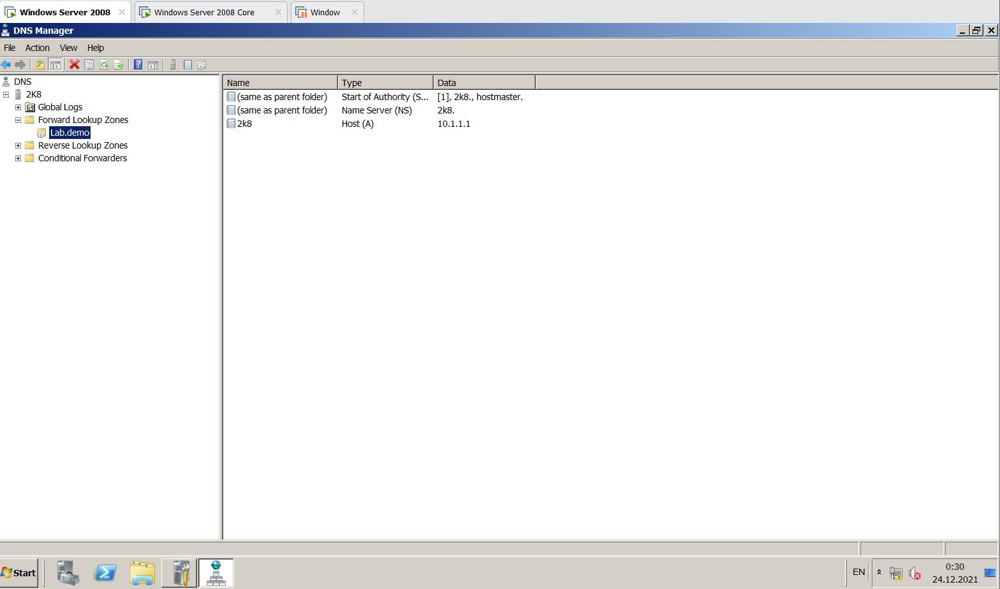 Windows Server 2008
Windows Server 2008 Core
Window
DNS Manager
File Action View Help
DNS
2K8
Global Logs
Forward Lookup Zones
Lab.demo
Reverse Lookup Zones
Conditional Forwarders
Name Type Data
(same as parent folder) Start of Authority (S... [1], 2k8., hostmaster.
(same as parent folder) Name Server (NS) 2k8.
2k8 Host (A) 10.1.1.1
Start
EN
0:30
24.12.2021